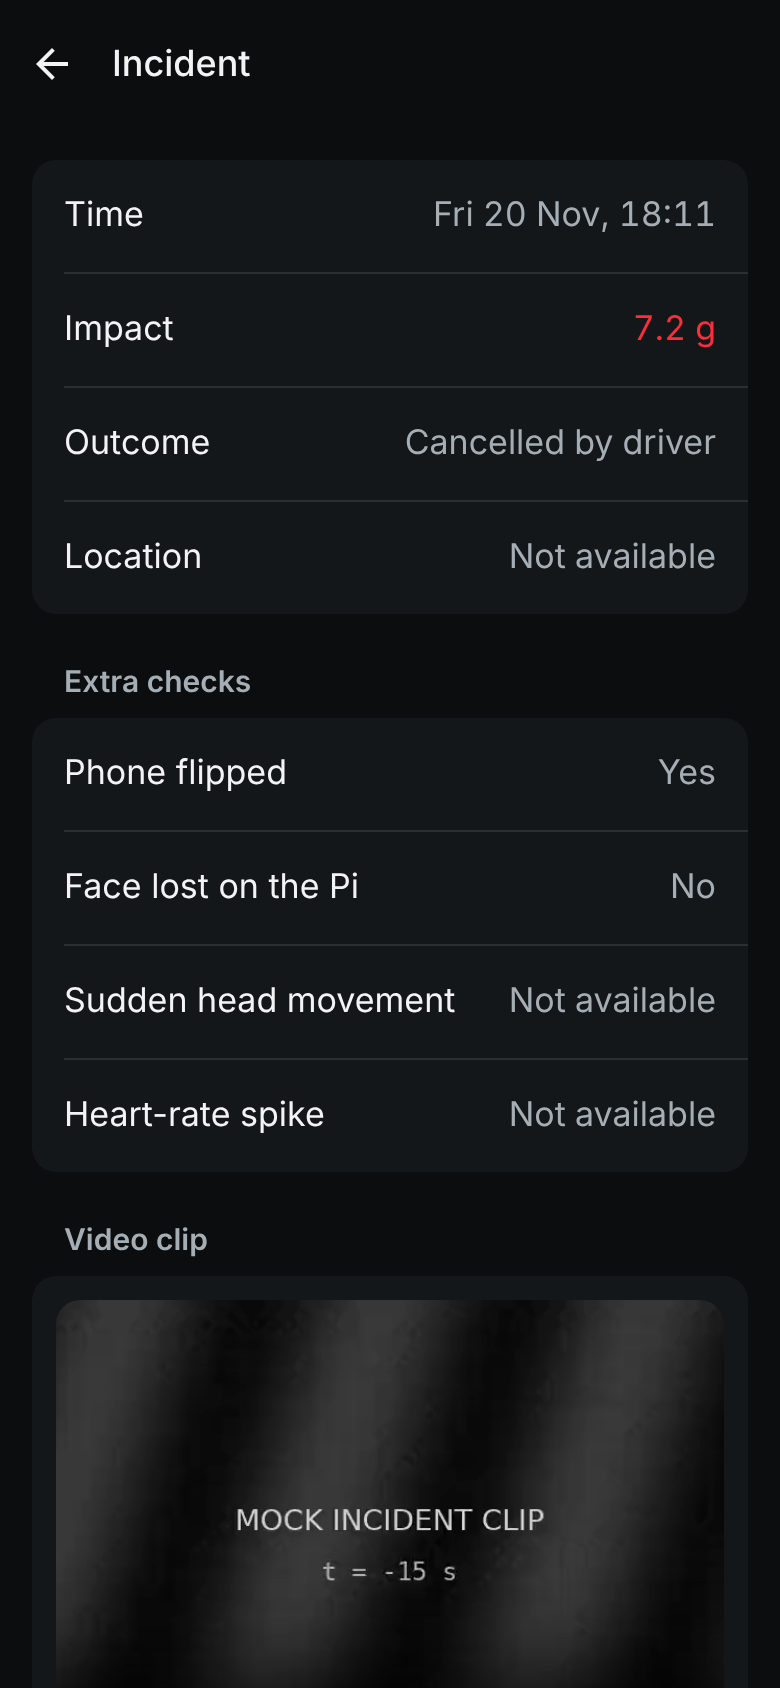 Incident
Time Fri 20 Nov, 18:11
Impact 7.2 g
Outcome Cancelled by driver
Location Not available
Extra checks
Phone flipped Yes
Face lost on the Pi No
Sudden head movement Not available
Heart-rate spike Not available
Video clip
MOCK INCIDENT CLIP
t = -15 s